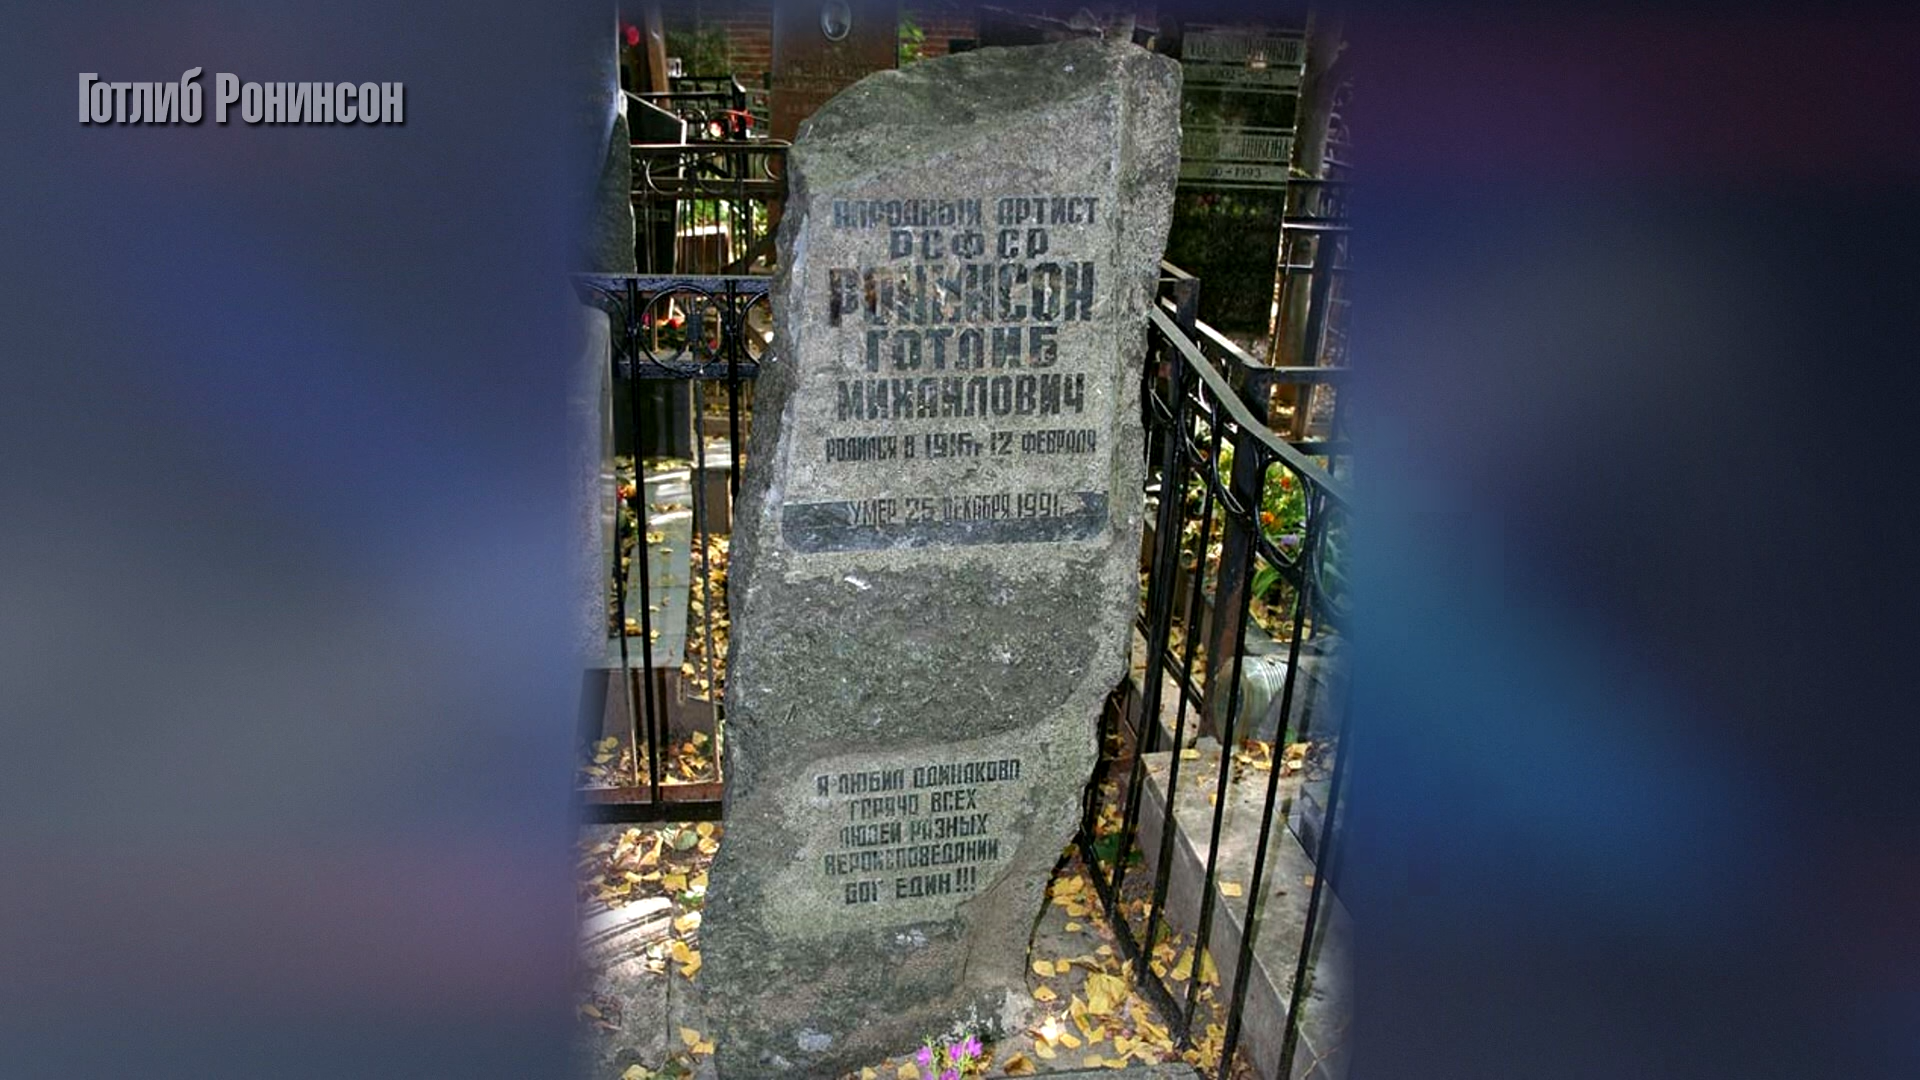 Готлиб Ронинсон
НАРОДНЫЙ АРТИСТ
РСФСР
РОНИНСОН
ГОТЛИБ
МИХАЙЛОВИЧ
РОДИЛСЯ В 1916г 12 ФЕВРАЛЯ
УМЕР 25 ДЕКАБРЯ 1991г
Я ЛЮБИЛ ОДИНАКОВО
ГОРЯЧО ВСЕХ
ЛЮДЕЙ РАЗНЫХ
ВЕРОИСПОВЕДАНИЙ
БОГ ЕДИН!!!